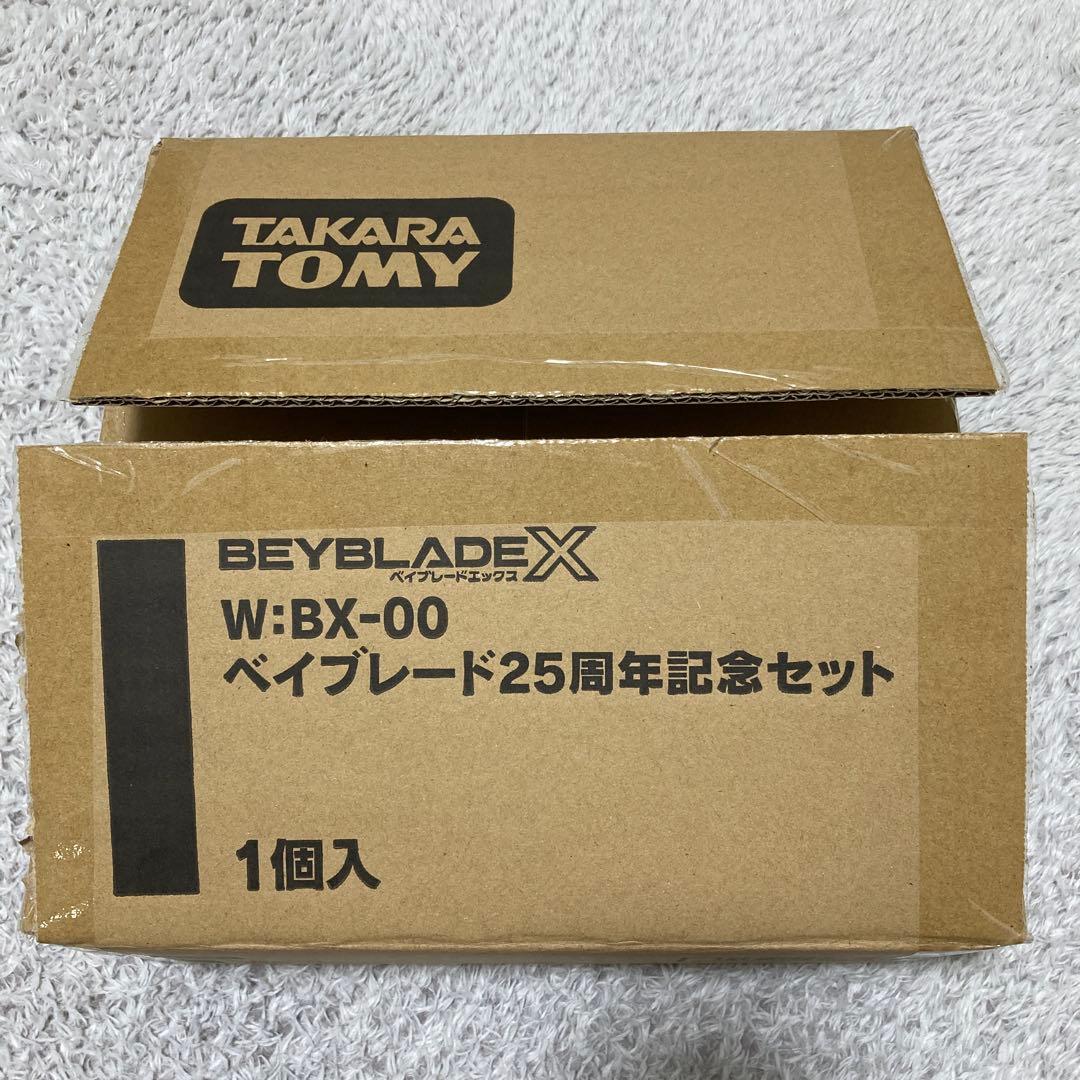 TAKARA
TOMY
BEYBLADE X
ベイブレードエックス
W:BX-00
ベイブレード25周年記念セット
1個入